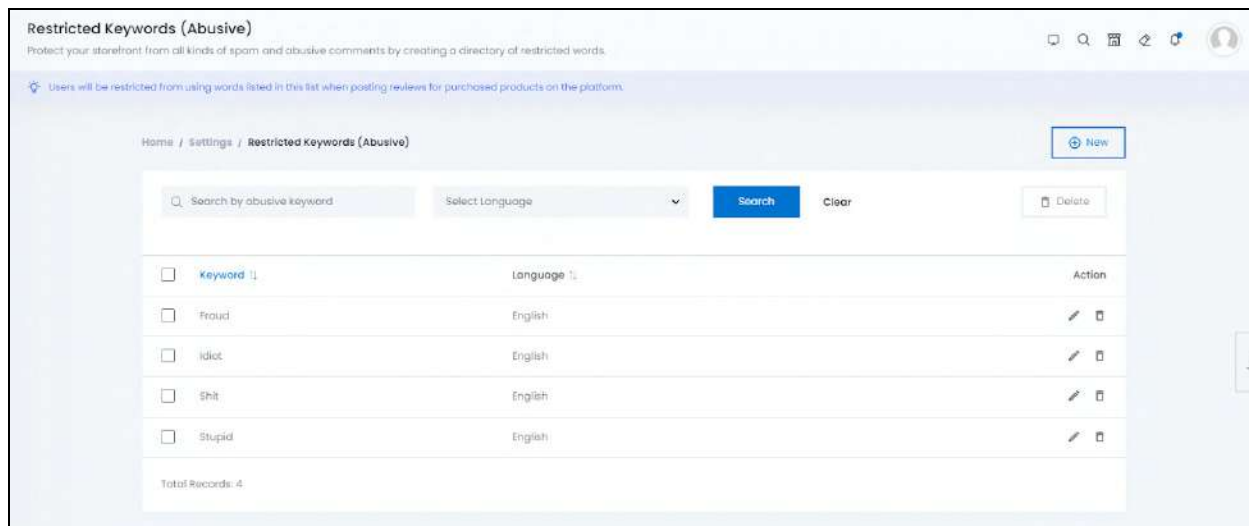 Restricted Keywords (Abusive)
Protect your storefront from all kinds of spam and abusive comments by creating a directory of restricted words.
Users will be restricted from using words listed in this list when posting reviews for purchased products on the platform.
Home / Settings / Restricted Keywords (Abusive)
New
Search by abusive keyword
Select Language
Search
Clear
Delete
Keyword Language Action
Fraud English
Idiot English
Shit English
Stupid English
Total Records: 4